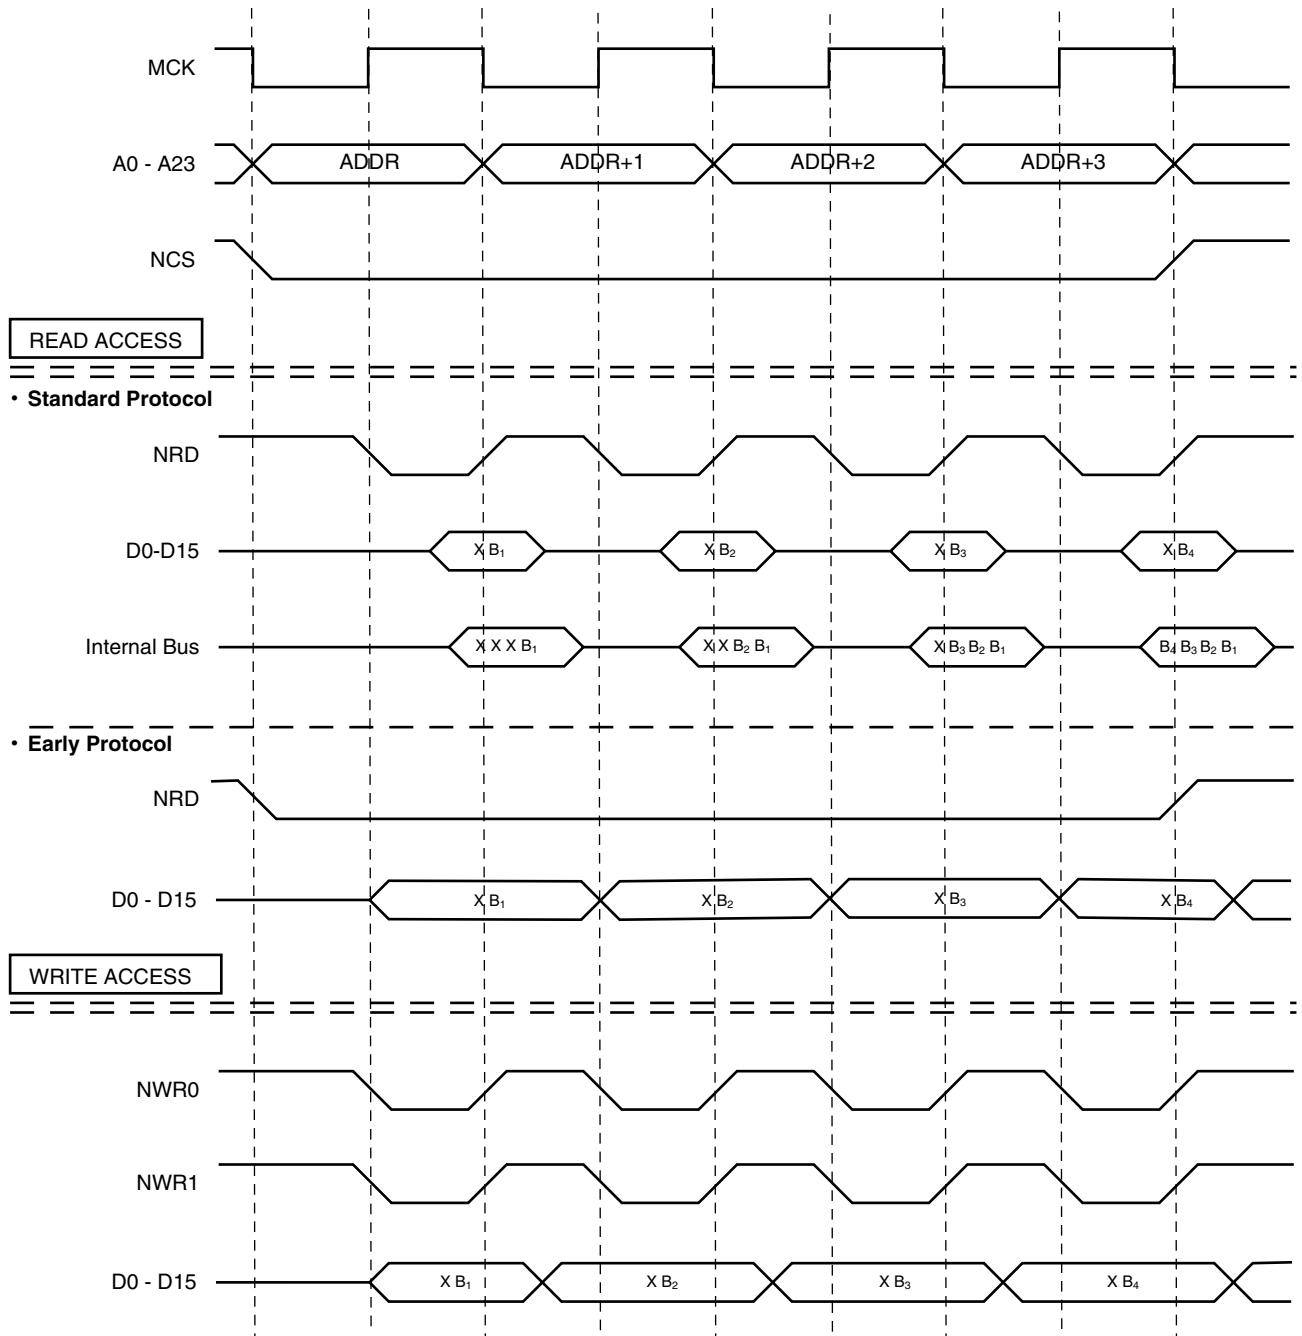 MCK
A0 - A23 ADDR ADDR+1 ADDR+2 ADDR+3
NCS
READ ACCESS
• Standard Protocol
NRD
D0-D15 X B₁ X B₂ X B₃ X B₄
Internal Bus X X X B₁ X X B₂ B₁ X B₃ B₂ B₁ B₄ B₃ B₂ B₁
• Early Protocol
NRD
D0 - D15 X B₁ X B₂ X B₃ X B₄
WRITE ACCESS
NWR0
NWR1
D0 - D15 X B₁ X B₂ X B₃ X B₄